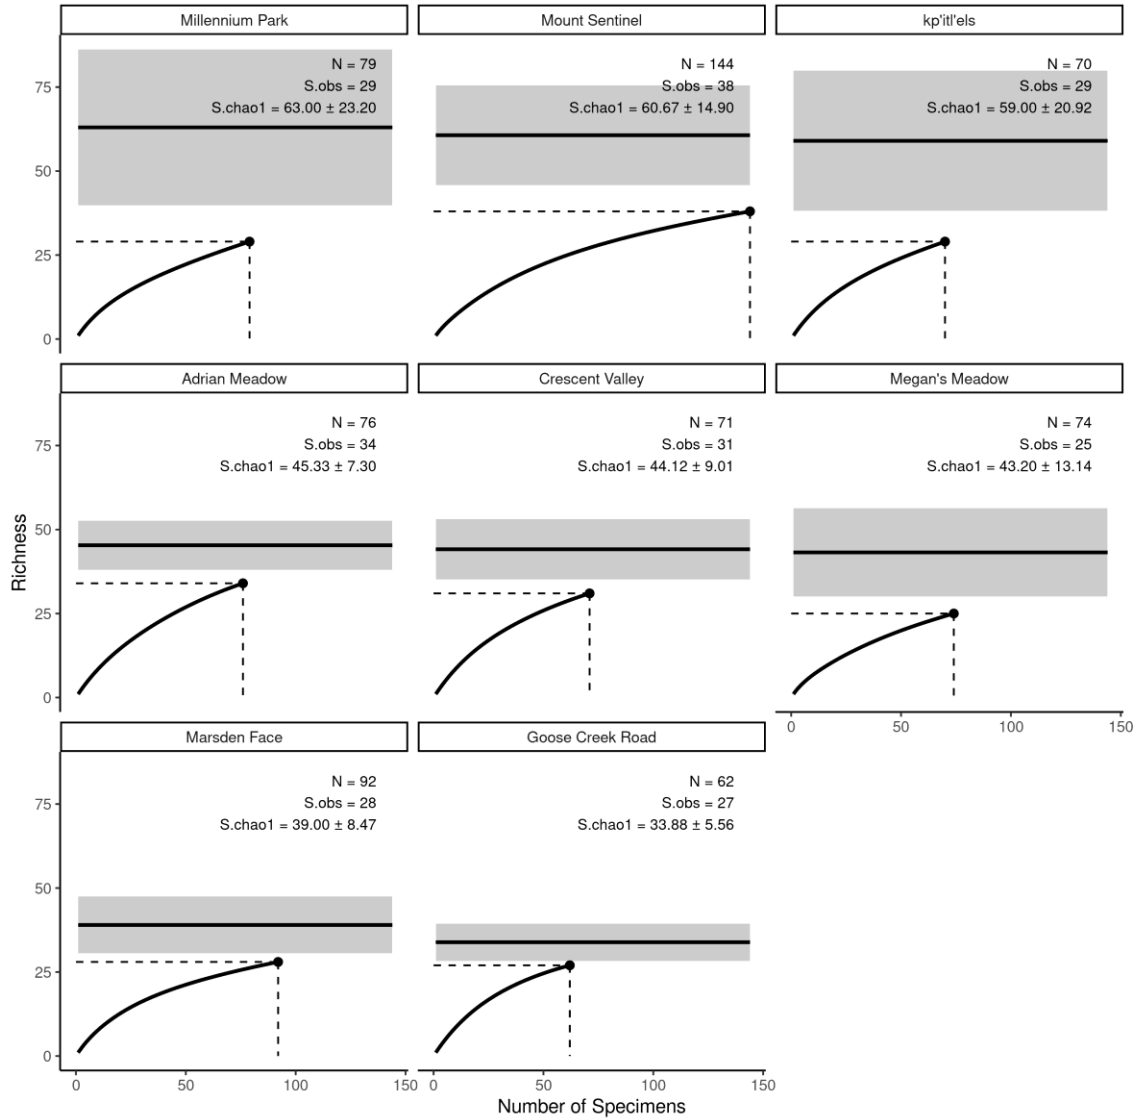 Millennium Park
N = 79
S.obs = 29
S.chao1 = 63.00 ± 23.20
Mount Sentinel
N = 144
S.obs = 38
S.chao1 = 60.67 ± 14.90
kp'itl'els
N = 70
S.obs = 29
S.chao1 = 59.00 ± 20.92
75
50
25
0
Adrian Meadow
N = 76
S.obs = 34
S.chao1 = 45.33 ± 7.30
Crescent Valley
N = 71
S.obs = 31
S.chao1 = 44.12 ± 9.01
Megan's Meadow
N = 74
S.obs = 25
S.chao1 = 43.20 ± 13.14
75
50
25
0
0
50
100
150
Richness
Marsden Face
N = 92
S.obs = 28
S.chao1 = 39.00 ± 8.47
Goose Creek Road
N = 62
S.obs = 27
S.chao1 = 33.88 ± 5.56
75
50
25
0
0
50
100
150
0
50
100
150
Number of Specimens